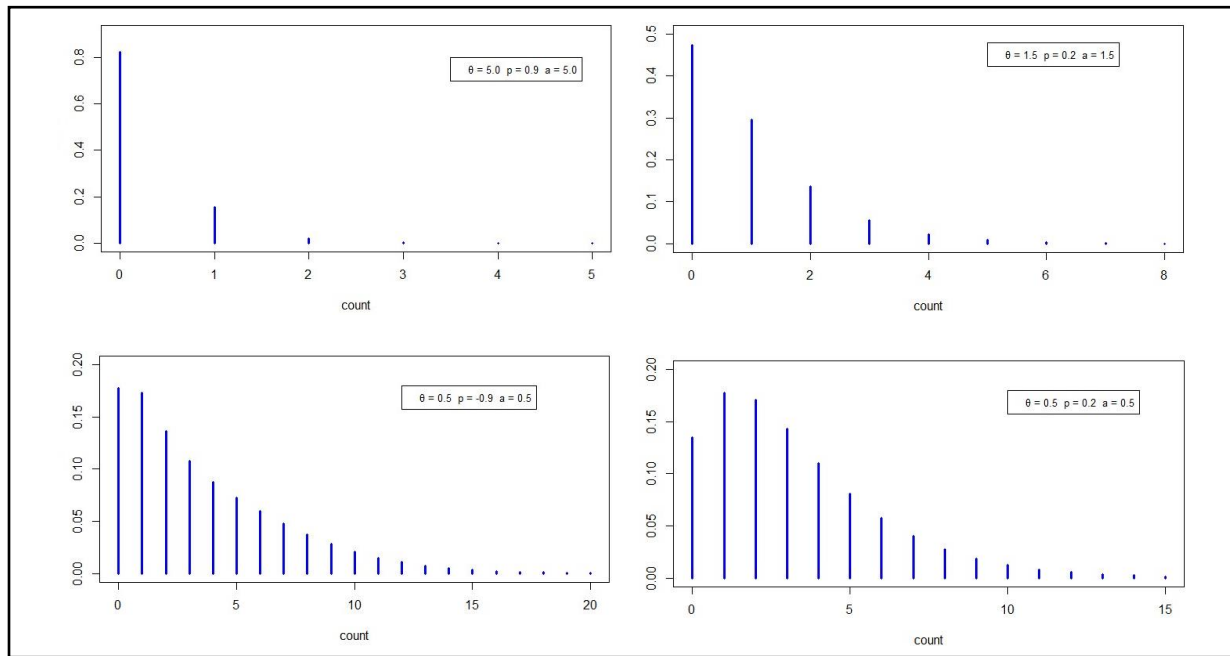 0.0 0.2 0.4 0.6 0.8
θ = 5.0 p = 0.9 a = 5.0
0 1 2 3 4 5
count
0.0 0.1 0.2 0.3 0.4 0.5
θ = 1.5 p = 0.2 a = 1.5
0 2 4 6 8
count
0.00 0.05 0.10 0.15 0.20
θ = 0.5 p = -0.9 a = 0.5
0 5 10 15 20
count
0.00 0.05 0.10 0.15 0.20
θ = 0.5 p = 0.2 a = 0.5
0 5 10 15
count